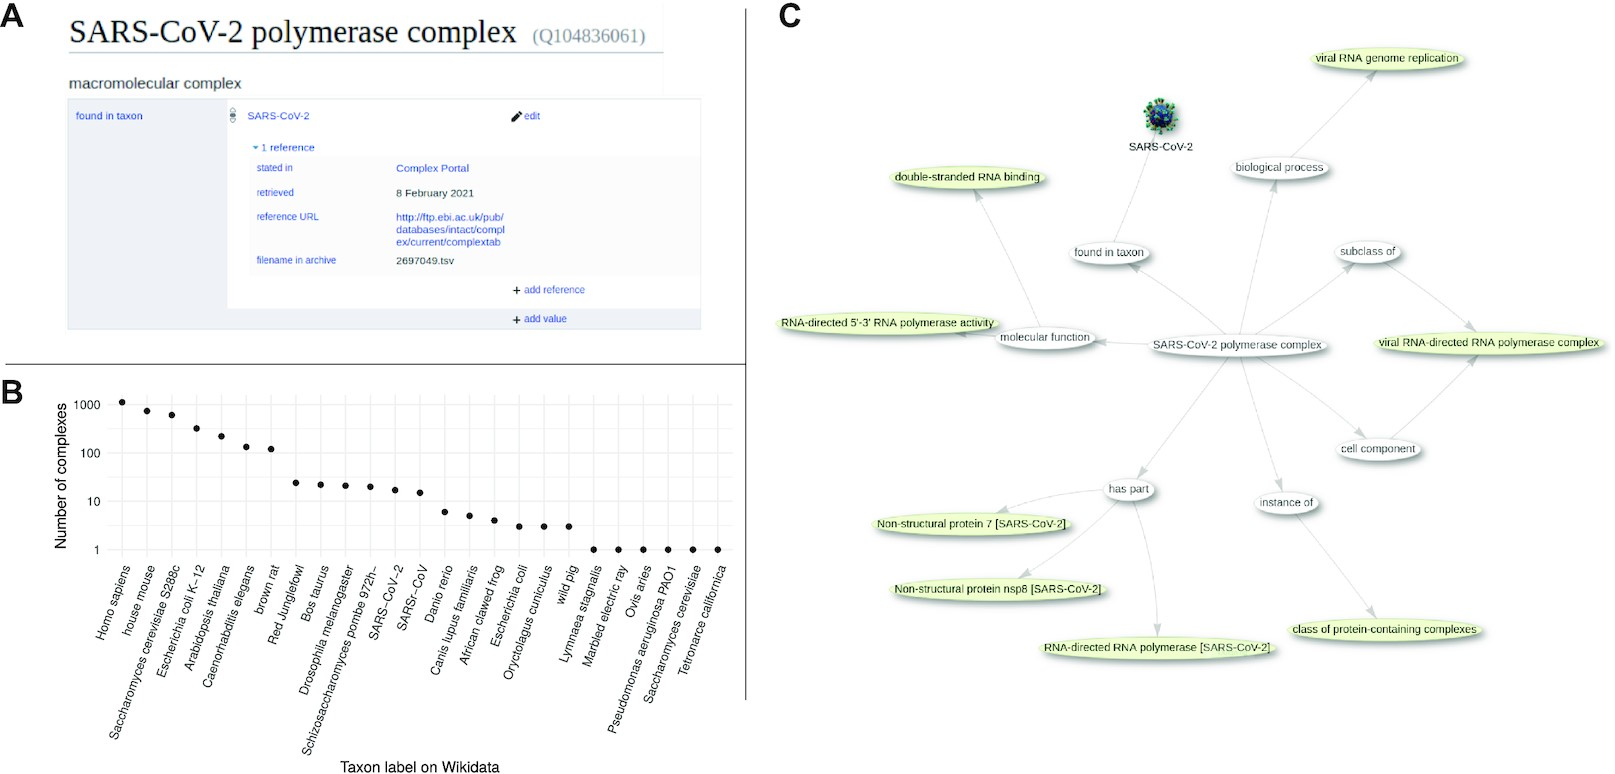 A
SARS-CoV-2 polymerase complex (Q104836061)
macromolecular complex
found in taxon
SARS-CoV-2
edit
1 reference
stated in
Complex Portal
retrieved
8 February 2021
reference URL
http://ftp.ebi.ac.uk/pub/
databases/intact/compl
ex/current/complextab
filename in archive
2697049.tsv
+ add reference
+ add value
B
Number of complexes
1000
100
10
1
Homo sapiens
house mouse
Saccharomyces cerevisiae S288c
Escherichia coli K−12
Arabidopsis thaliana
Caenorhabditis elegans
brown rat
Red Junglefowl
Bos taurus
Drosophila melanogaster
Schizosaccharomyces pombe 972h−
SARS−CoV−2
SARSr−CoV
Danio rerio
Canis lupus familiaris
African clawed frog
Escherichia coli
Oryctolagus cuniculus
wild pig
Lymnaea stagnalis
Marbled electric ray
Ovis aries
Pseudomonas aeruginosa PAO1
Saccharomyces cerevisiae
Tetronarce californica
Taxon label on Wikidata
C
viral RNA genome replication
SARS-CoV-2
biological process
double-stranded RNA binding
found in taxon
subclass of
RNA-directed 5'-3' RNA polymerase activity
molecular function
SARS-CoV-2 polymerase complex
viral RNA-directed RNA polymerase complex
cell component
has part
instance of
Non-structural protein 7 [SARS-CoV-2]
Non-structural protein nsp8 [SARS-CoV-2]
RNA-directed RNA polymerase [SARS-CoV-2]
class of protein-containing complexes